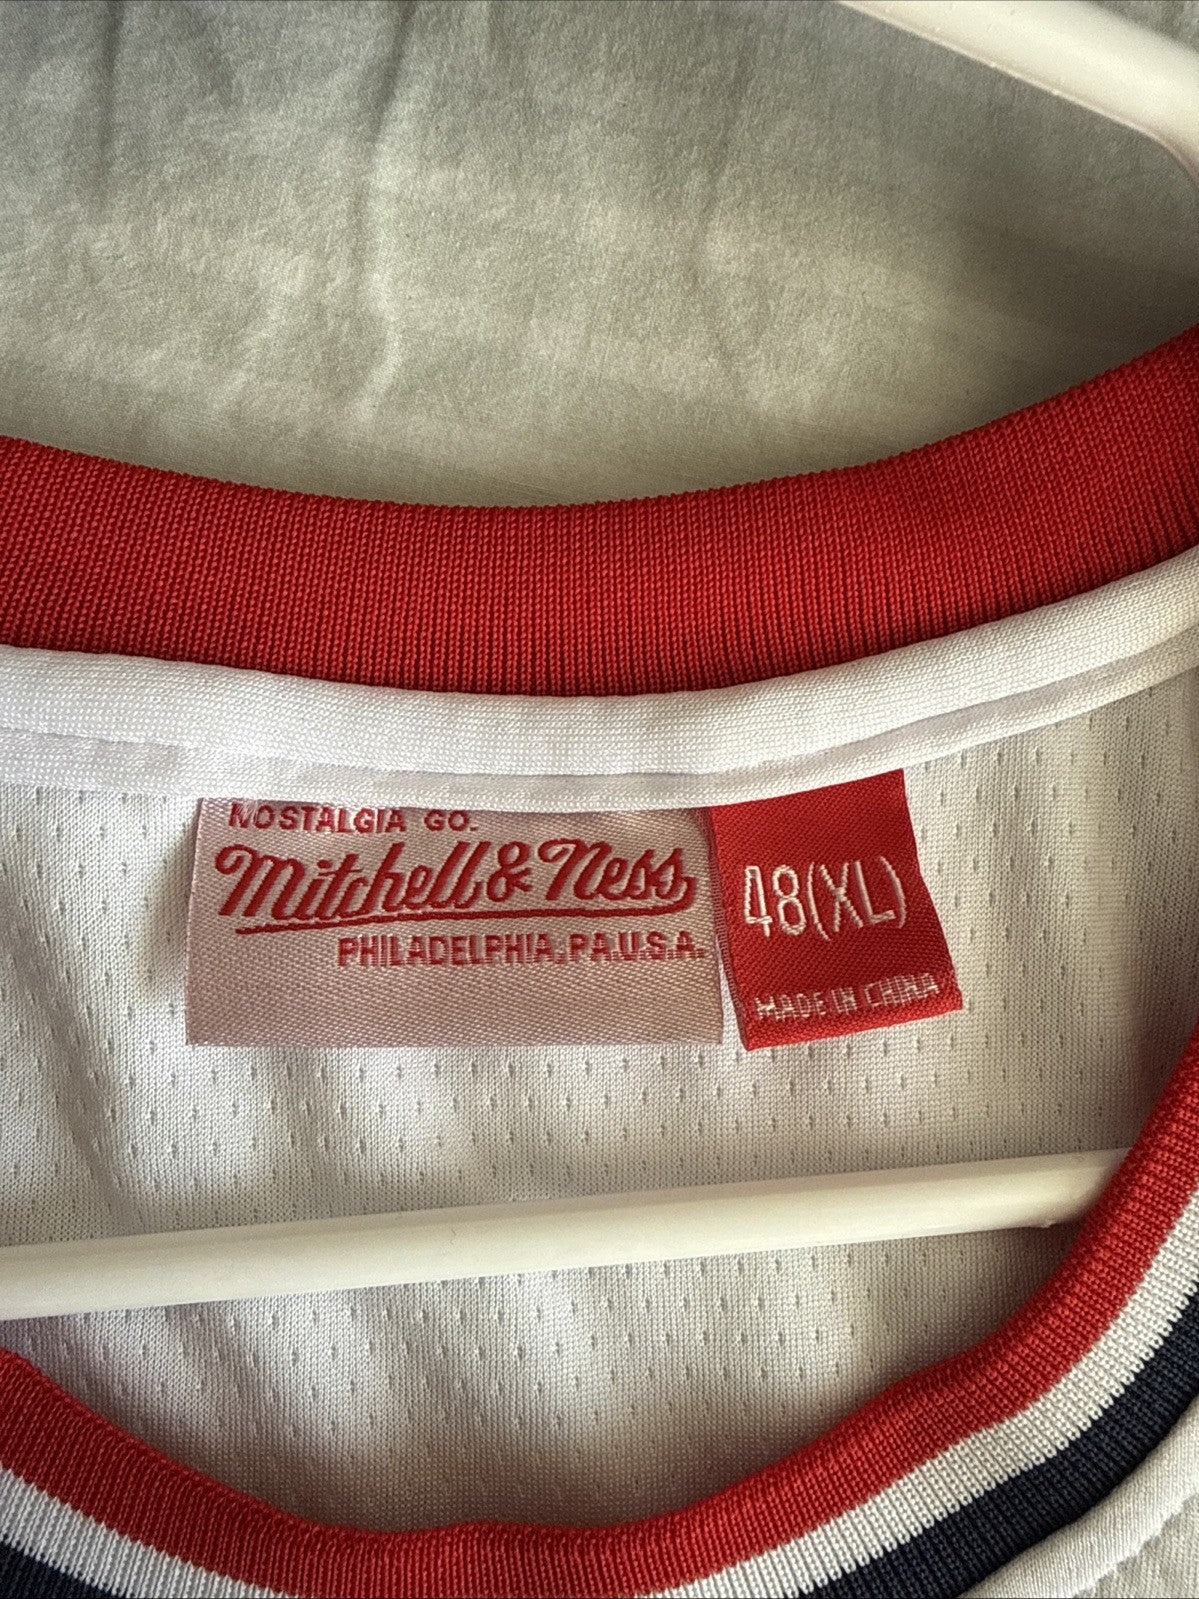 NOSTALGIA CO.
Mitchell & Ness
PHILADELPHIA, PA.U.S.A.
48(XL)
MADE IN CHINA